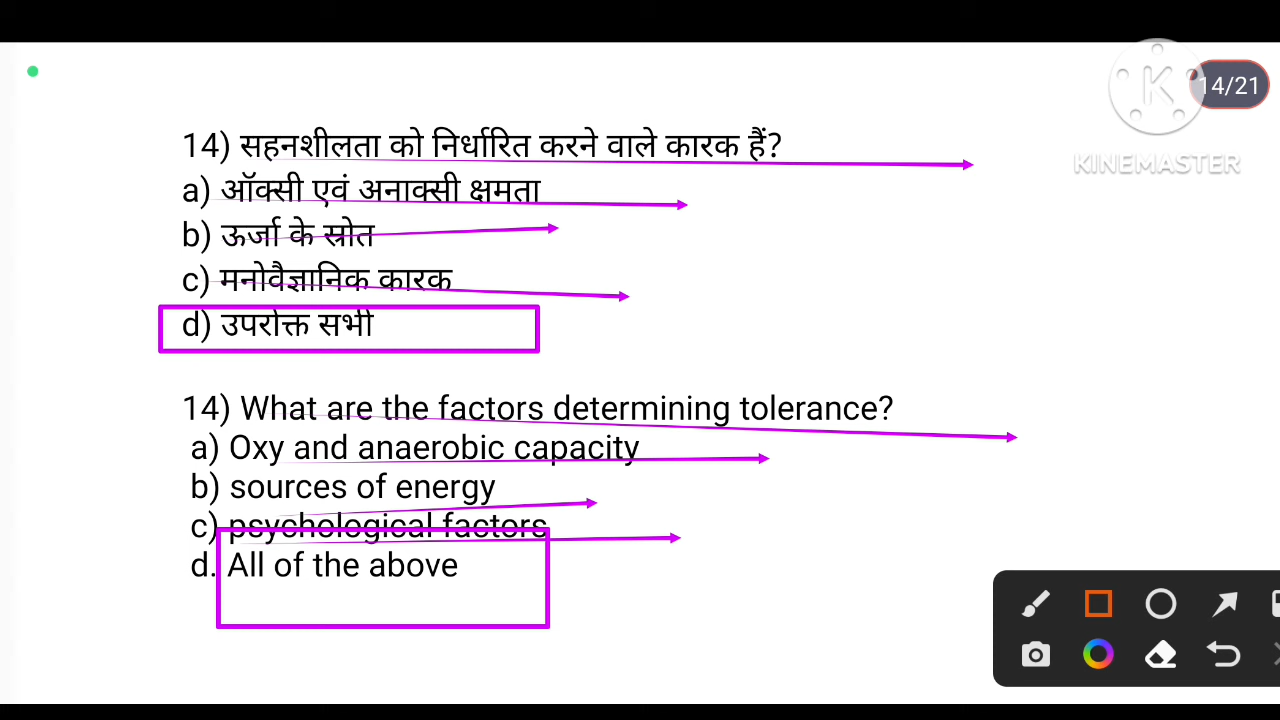 14/21
KINEMASTER
14) सहनशीलता को निर्धारित करने वाले कारक हैं?
a) ऑक्सी एवं अनाक्सी क्षमता
b) ऊर्जा के स्रोत
c) मनोवैज्ञानिक कारक
d) उपरोक्त सभी
14) What are the factors determining tolerance?
a) Oxy and anaerobic capacity
b) sources of energy
c) psychological factors
d. All of the above